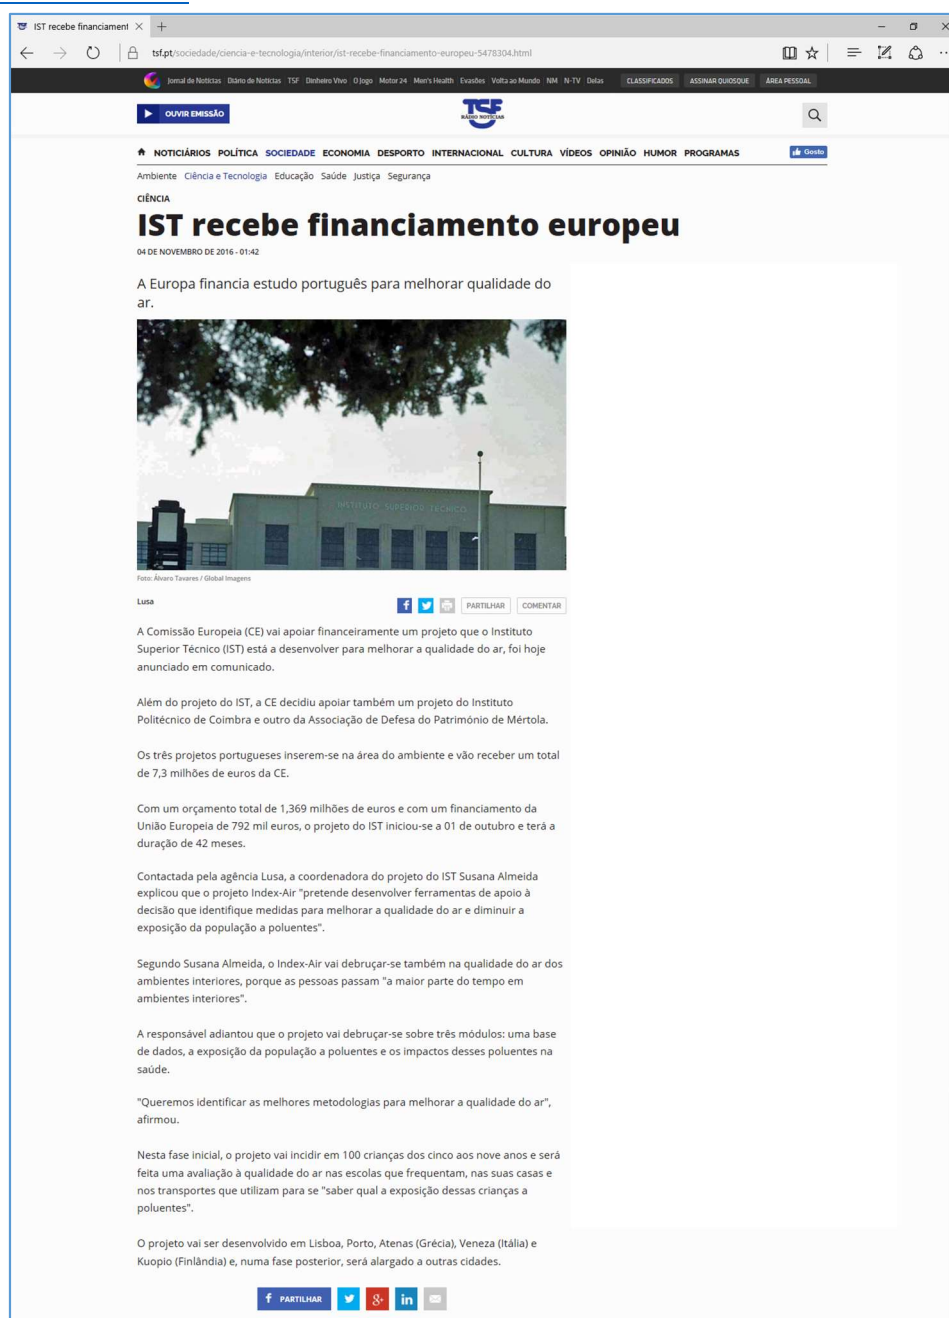 IST recebe financiament
tsf.pt/sociedade/ciencia-e-tecnologia/interior/ist-recebe-financiamento-europeu-5478304.html
Jornal de Notícias Diário de Notícias TSF Dinheiro Vivo O Jogo Motor 24 Men's Health Evasões Volta ao Mundo NM N-TV Delas CLASSIFICADOS ASSINAR QUIOSQUE ÁREA PESSOAL
OUVIR EMISSÃO
TSF
RÁDIO NOTÍCIAS
NOTICIÁRIOS POLÍTICA SOCIEDADE ECONOMIA DESPORTO INTERNACIONAL CULTURA VÍDEOS OPINIÃO HUMOR PROGRAMAS Gosto
Ambiente Ciência e Tecnologia Educação Saúde Justiça Segurança
CIÊNCIA
IST recebe financiamento europeu
04 DE NOVEMBRO DE 2016 - 01:42
A Europa financia estudo português para melhorar qualidade do
ar.
INSTITUTO SUPERIOR TECNICO
Foto: Álvaro Tavares / Global Imagens
Lusa
PARTILHAR COMENTAR
A Comissão Europeia (CE) vai apoiar financeiramente um projeto que o Instituto
Superior Técnico (IST) está a desenvolver para melhorar a qualidade do ar, foi hoje
anunciado em comunicado.
Além do projeto do IST, a CE decidiu apoiar também um projeto do Instituto
Politécnico de Coimbra e outro da Associação de Defesa do Património de Mértola.
Os três projetos portugueses inserem-se na área do ambiente e vão receber um total
de 7,3 milhões de euros da CE.
Com um orçamento total de 1,369 milhões de euros e com um financiamento da
União Europeia de 792 mil euros, o projeto do IST iniciou-se a 01 de outubro e terá a
duração de 42 meses.
Contactada pela agência Lusa, a coordenadora do projeto do IST Susana Almeida
explicou que o projeto Index-Air "pretende desenvolver ferramentas de apoio à
decisão que identifique medidas para melhorar a qualidade do ar e diminuir a
exposição da população a poluentes".
Segundo Susana Almeida, o Index-Air vai debruçar-se também na qualidade do ar dos
ambientes interiores, porque as pessoas passam "a maior parte do tempo em
ambientes interiores".
A responsável adiantou que o projeto vai debruçar-se sobre três módulos: uma base
de dados, a exposição da população a poluentes e os impactos desses poluentes na
saúde.
"Queremos identificar as melhores metodologias para melhorar a qualidade do ar",
afirmou.
Nesta fase inicial, o projeto vai incidir em 100 crianças dos cinco aos nove anos e será
feita uma avaliação à qualidade do ar nas escolas que frequentam, nas suas casas e
nos transportes que utilizam para se "saber qual a exposição dessas crianças a
poluentes".
O projeto vai ser desenvolvido em Lisboa, Porto, Atenas (Grécia), Veneza (Itália) e
Kuopio (Finlândia) e, numa fase posterior, será alargado a outras cidades.
PARTILHAR